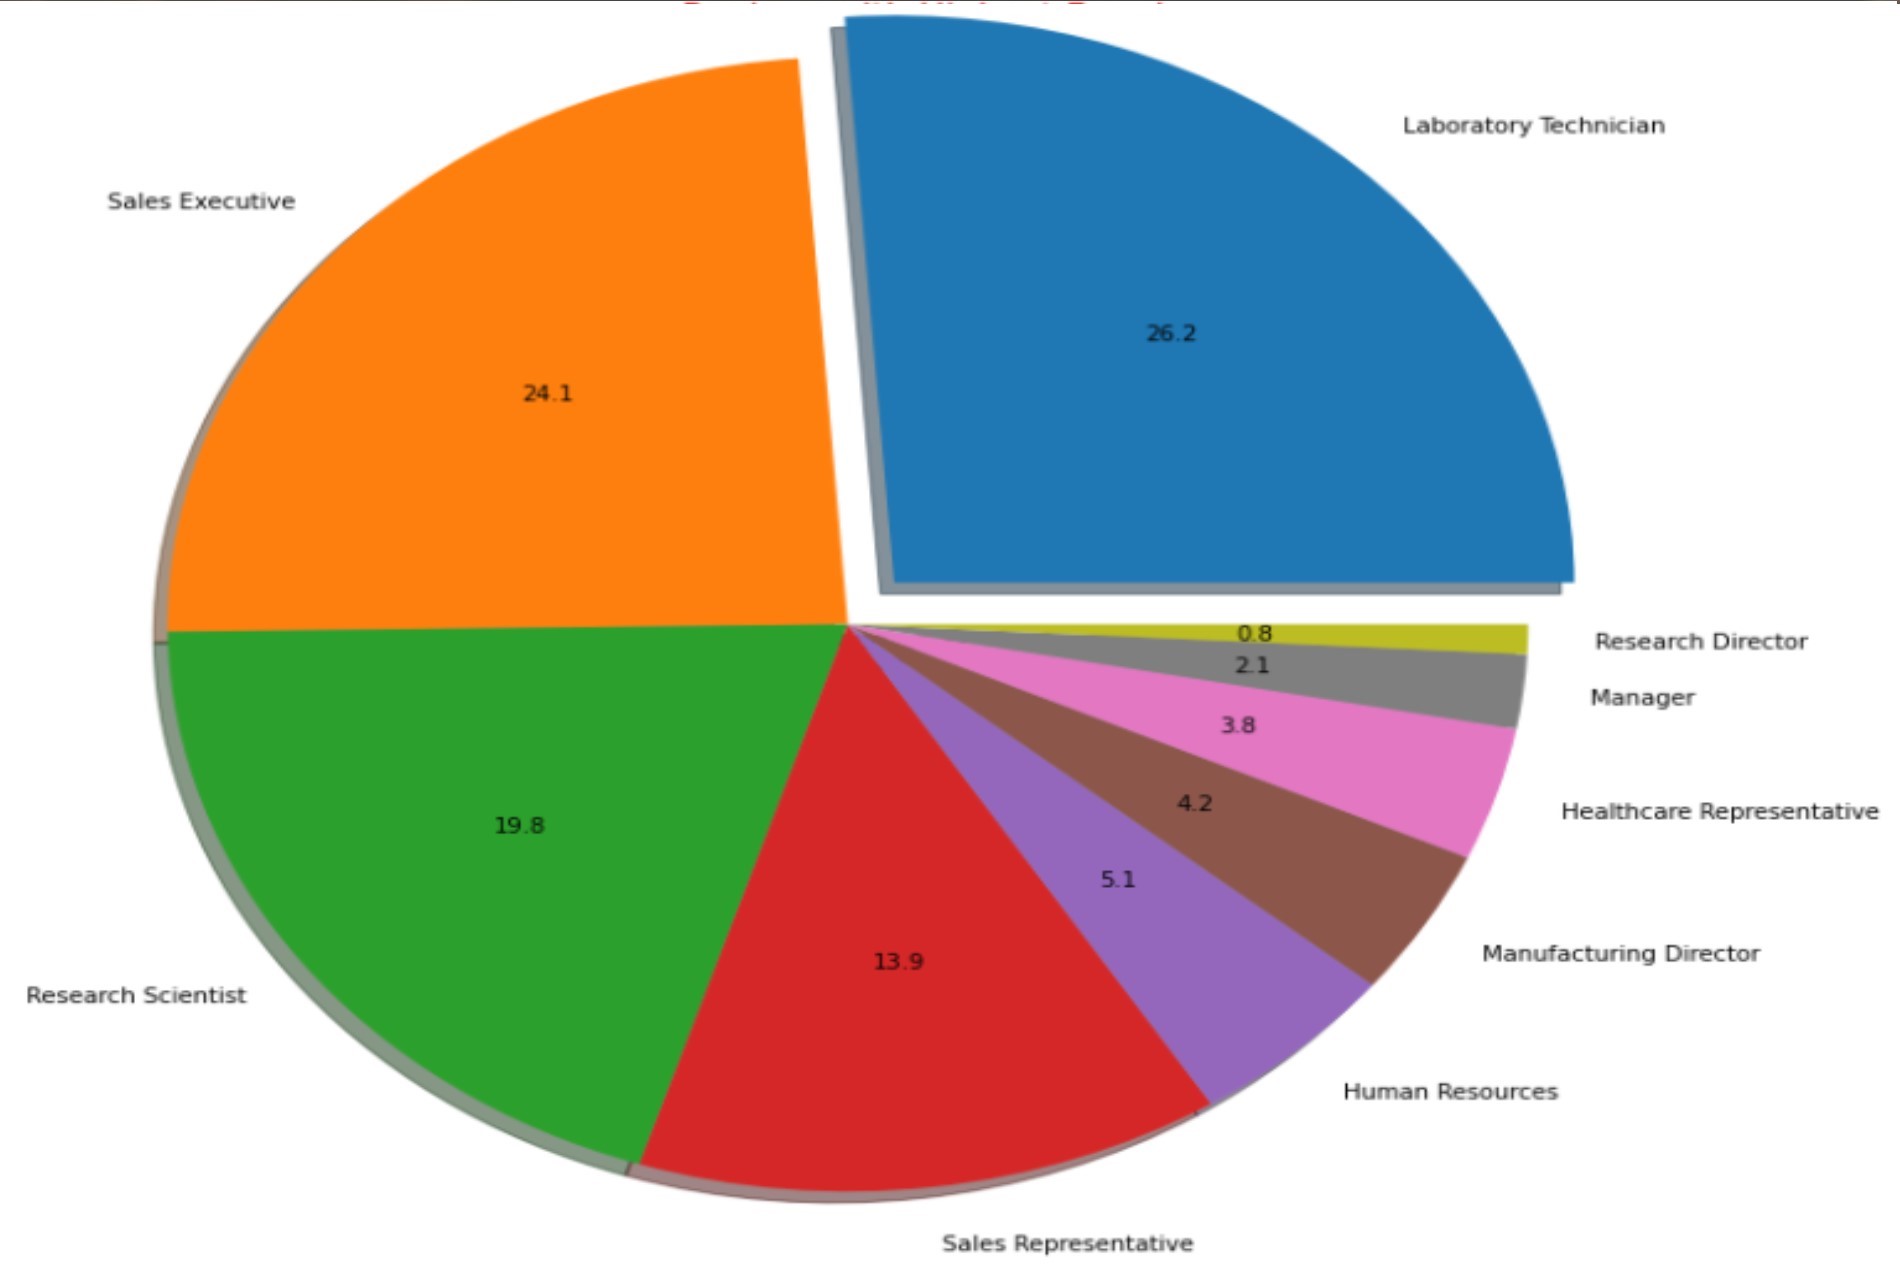 Laboratory Technician
26.2
Sales Executive
24.1
Research Scientist
19.8
Sales Representative
13.9
Human Resources
5.1
Manufacturing Director
4.2
Healthcare Representative
3.8
Manager
2.1
Research Director
0.8